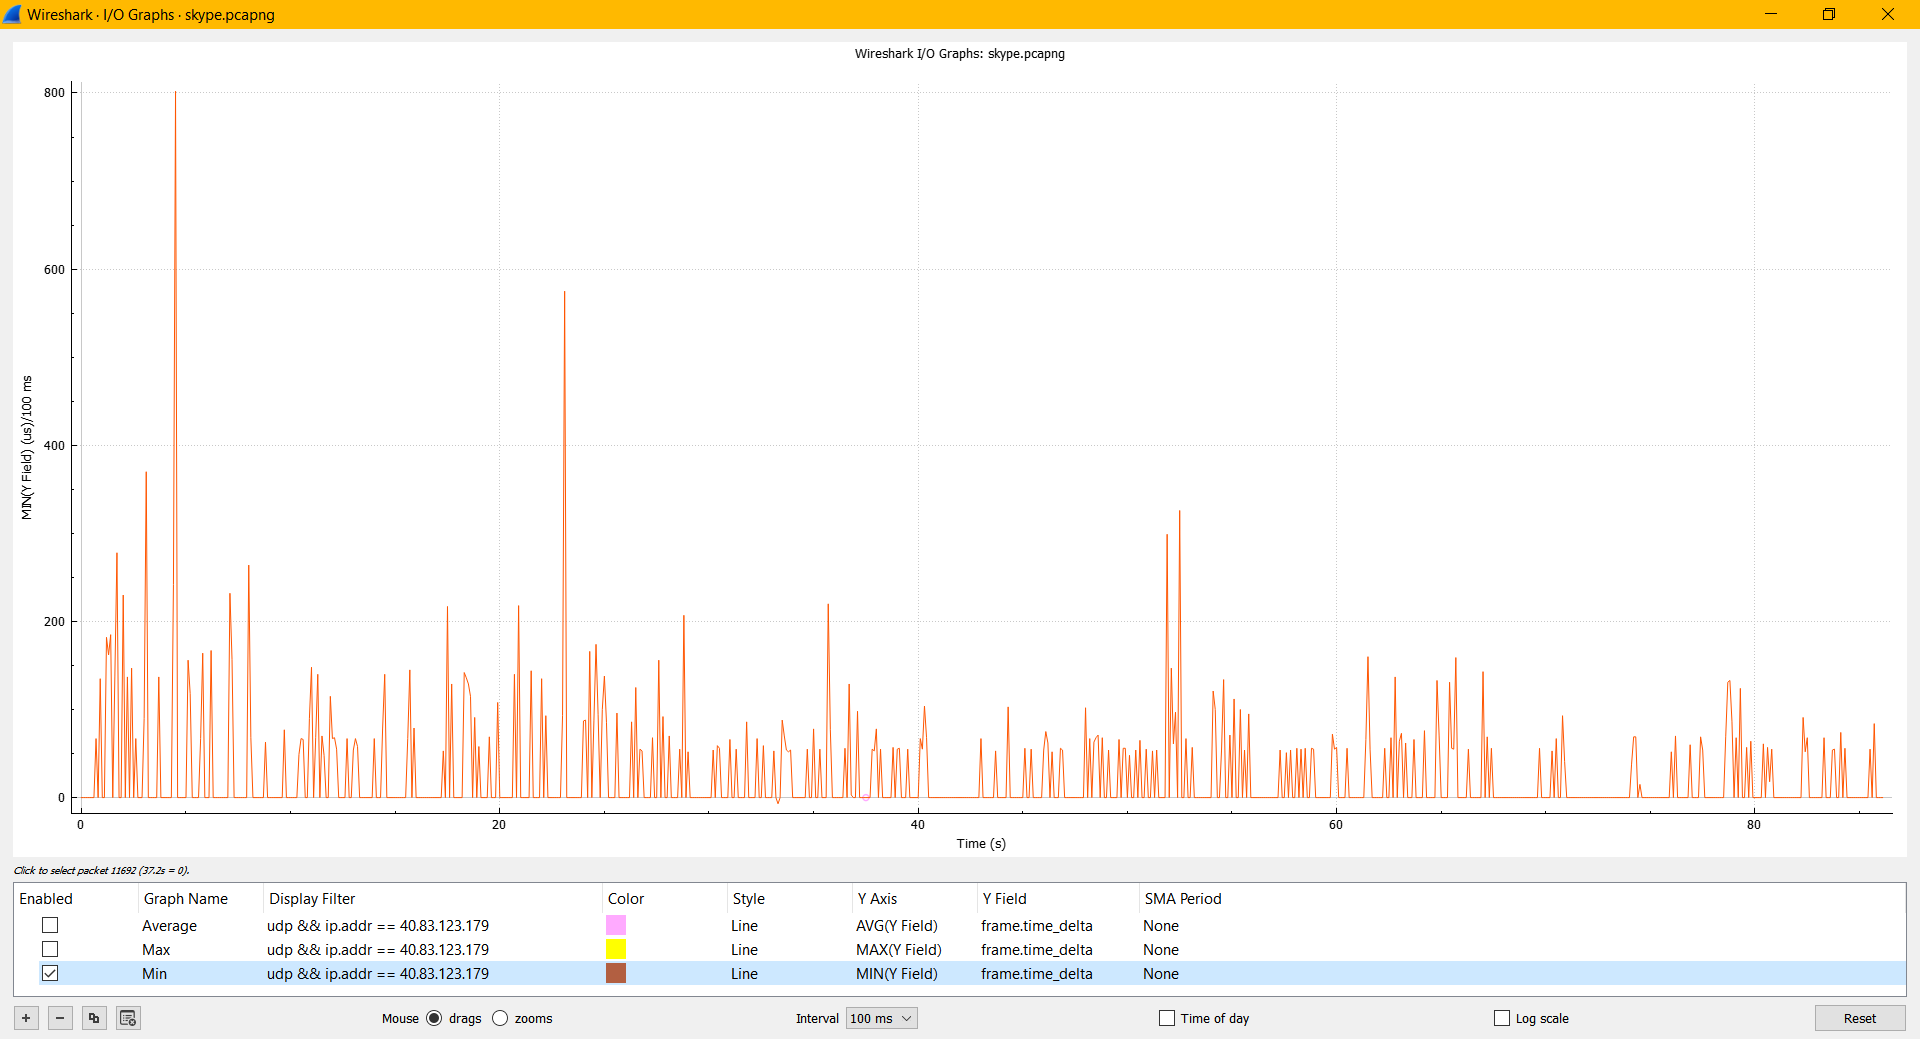 Wireshark · I/O Graphs · skype.pcapng
Wireshark I/O Graphs: skype.pcapng
800
600
400
200
0
MIN(Y Field) (us)/100 ms
0 20 40 60 80
Time (s)
Click to select packet 11692 (37.2s = 0).
Enabled Graph Name Display Filter Color Style Y Axis Y Field SMA Period
Average udp && ip.addr == 40.83.123.179 Line AVG(Y Field) frame.time_delta None
Max udp && ip.addr == 40.83.123.179 Line MAX(Y Field) frame.time_delta None
Min udp && ip.addr == 40.83.123.179 Line MIN(Y Field) frame.time_delta None
Mouse drags zooms Interval 100 ms Time of day Log scale Reset